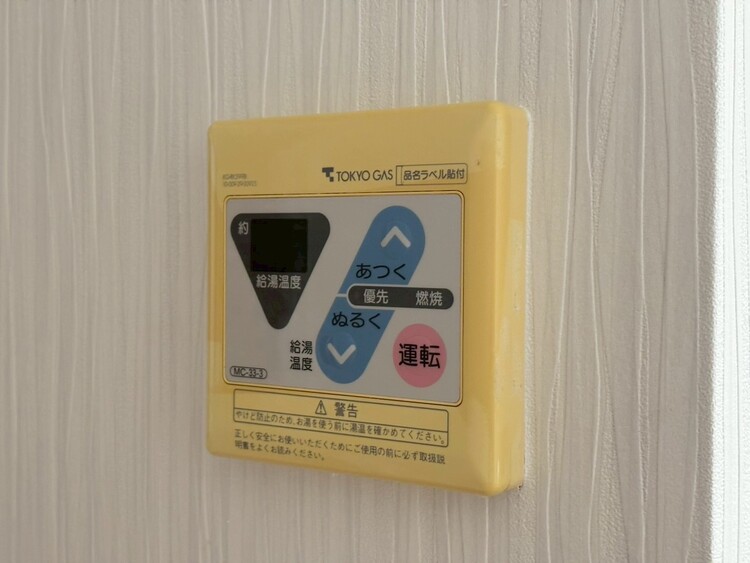 TOKYO GAS 品名ラベル貼付
約
給湯温度
あつく
優先 燃焼
ぬるく
給湯
温度
運転
MC-33-3
警告
やけど防止のため、お湯を使う前に湯温を確かめてください。
正しく安全にお使いいただくためにご使用の前に必ず取扱説
明書をよくお読みください。